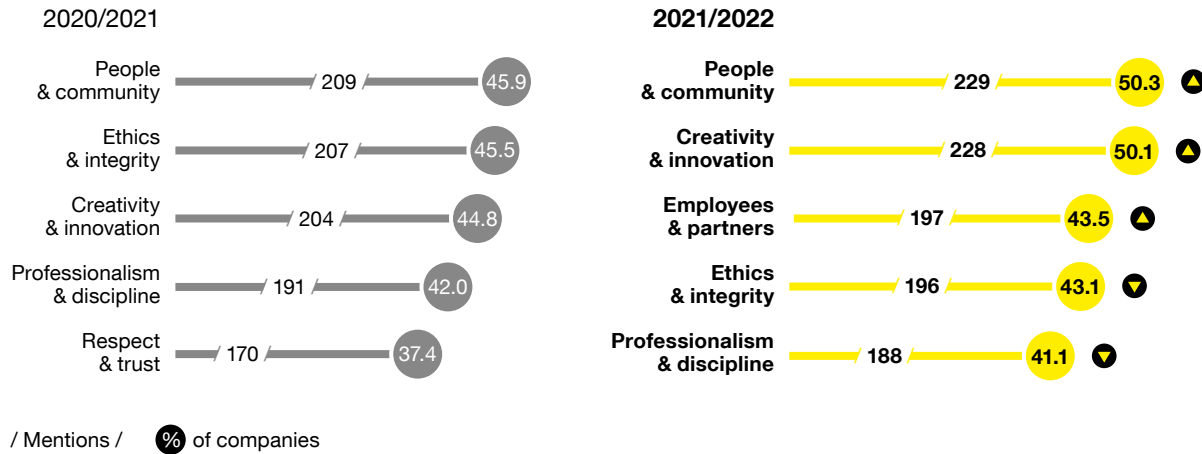 2020/2021
People
& community
/ 209 /
45.9
Ethics
& integrity
/ 207 /
45.5
Creativity
& innovation
/ 204 /
44.8
Professionalism
& discipline
/ 191 /
42.0
Respect
& trust
/ 170 /
37.4
2021/2022
People
& community
/ 229 /
50.3
Creativity
& innovation
/ 228 /
50.1
Employees
& partners
/ 197 /
43.5
Ethics
& integrity
/ 196 /
43.1
Professionalism
& discipline
/ 188 /
41.1
/ Mentions / % of companies